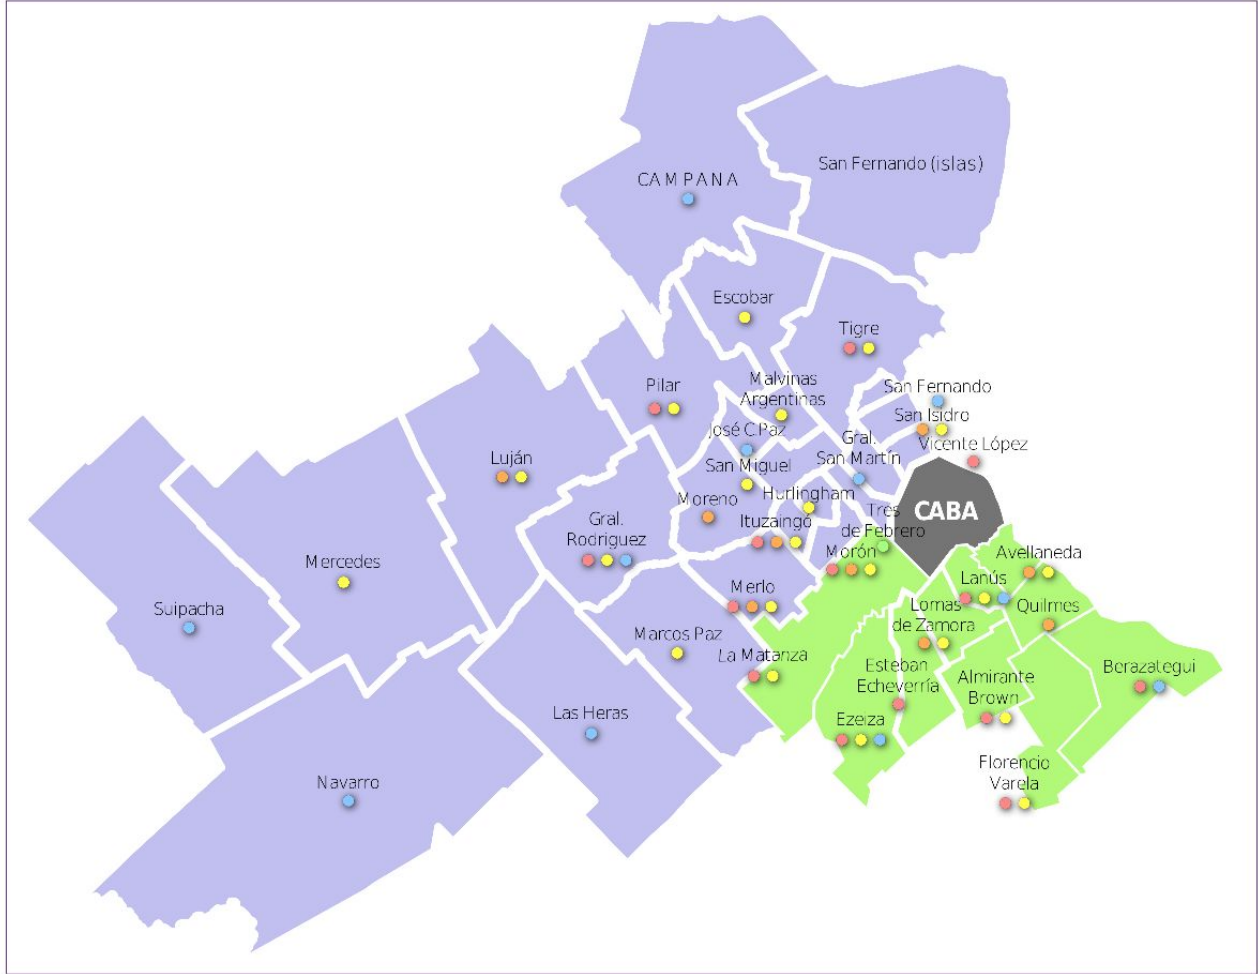 San Fernando (islas)
CAMPANA
Escobar
Tigre
Pilar
Malvinas
Argentinas
San Fernando
San Isidro
José C.Paz
Gral.
San Martín
Vicente López
Luján
San Miguel
Moreno
Hurlingham
CABA
Gral.
Rodriguez
Ituzaingó
Tres
de Febrero
Morón
Avellaneda
Mercedes
Lanús
Merlo
Suipacha
Lomas
de Zamora
Quilmes
Marcos Paz
La Matanza
Esteban
Echeverría
Almirante
Brown
Berazategui
Las Heras
Ezeiza
Navarro
Florencio
Varela